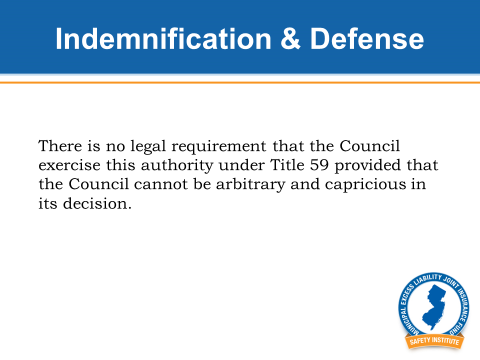 Indemnification & Defense
There is no legal requirement that the Council
exercise this authority under Title 59 provided that
the Council cannot be arbitrary and capricious in
its decision.
MUNICIPAL EXCESS LIABILITY JOINT INSURANCE FUND
SAFETY INSTITUTE